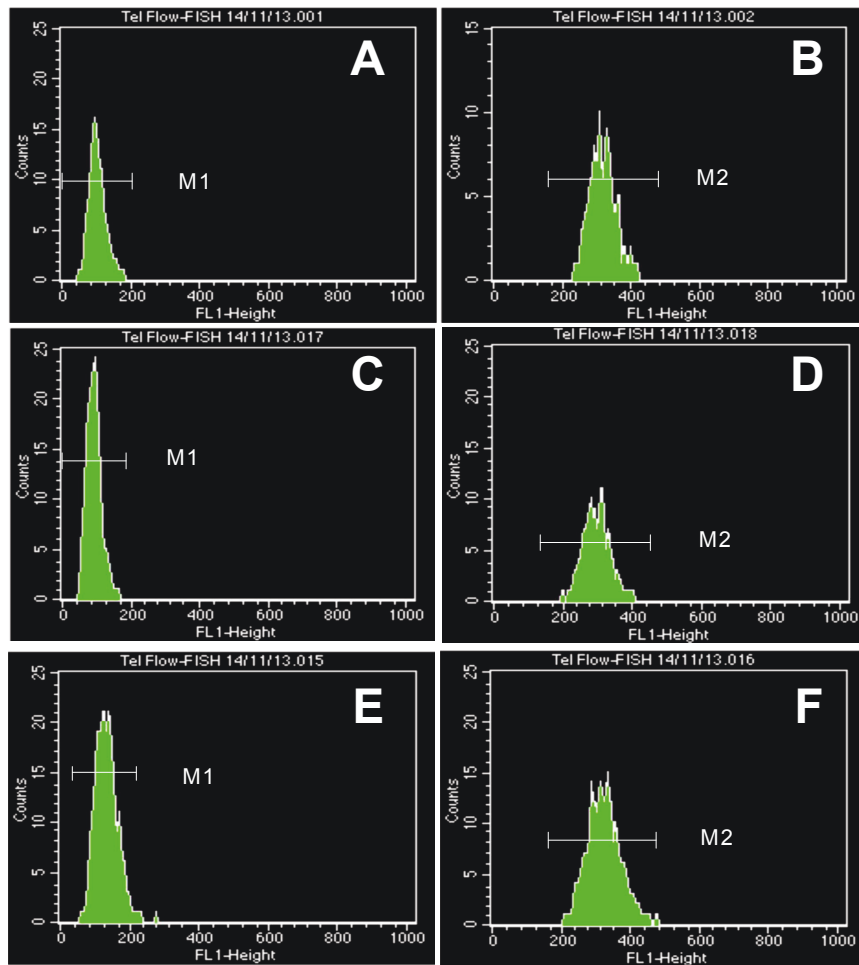 Tel Flow-FISH 14/11/13.001
A
25
20
15
10
5
0
Counts
M1
0 200 400 600 800 1000
FL1-Height
Tel Flow-FISH 14/11/13.002
B
15
10
5
0
Counts
M2
0 200 400 600 800 1000
FL1-Height
Tel Flow-FISH 14/11/13.017
C
25
20
15
10
5
0
Counts
M1
0 200 400 600 800 1000
FL1-Height
Tel Flow-FISH 14/11/13.018
D
25
20
15
10
5
0
Counts
M2
0 200 400 600 800 1000
FL1-Height
Tel Flow-FISH 14/11/13.015
E
25
20
15
10
5
0
Counts
M1
0 200 400 600 800 1000
FL1-Height
Tel Flow-FISH 14/11/13.016
F
25
20
15
10
5
0
Counts
M2
0 200 400 600 800 1000
FL1-Height